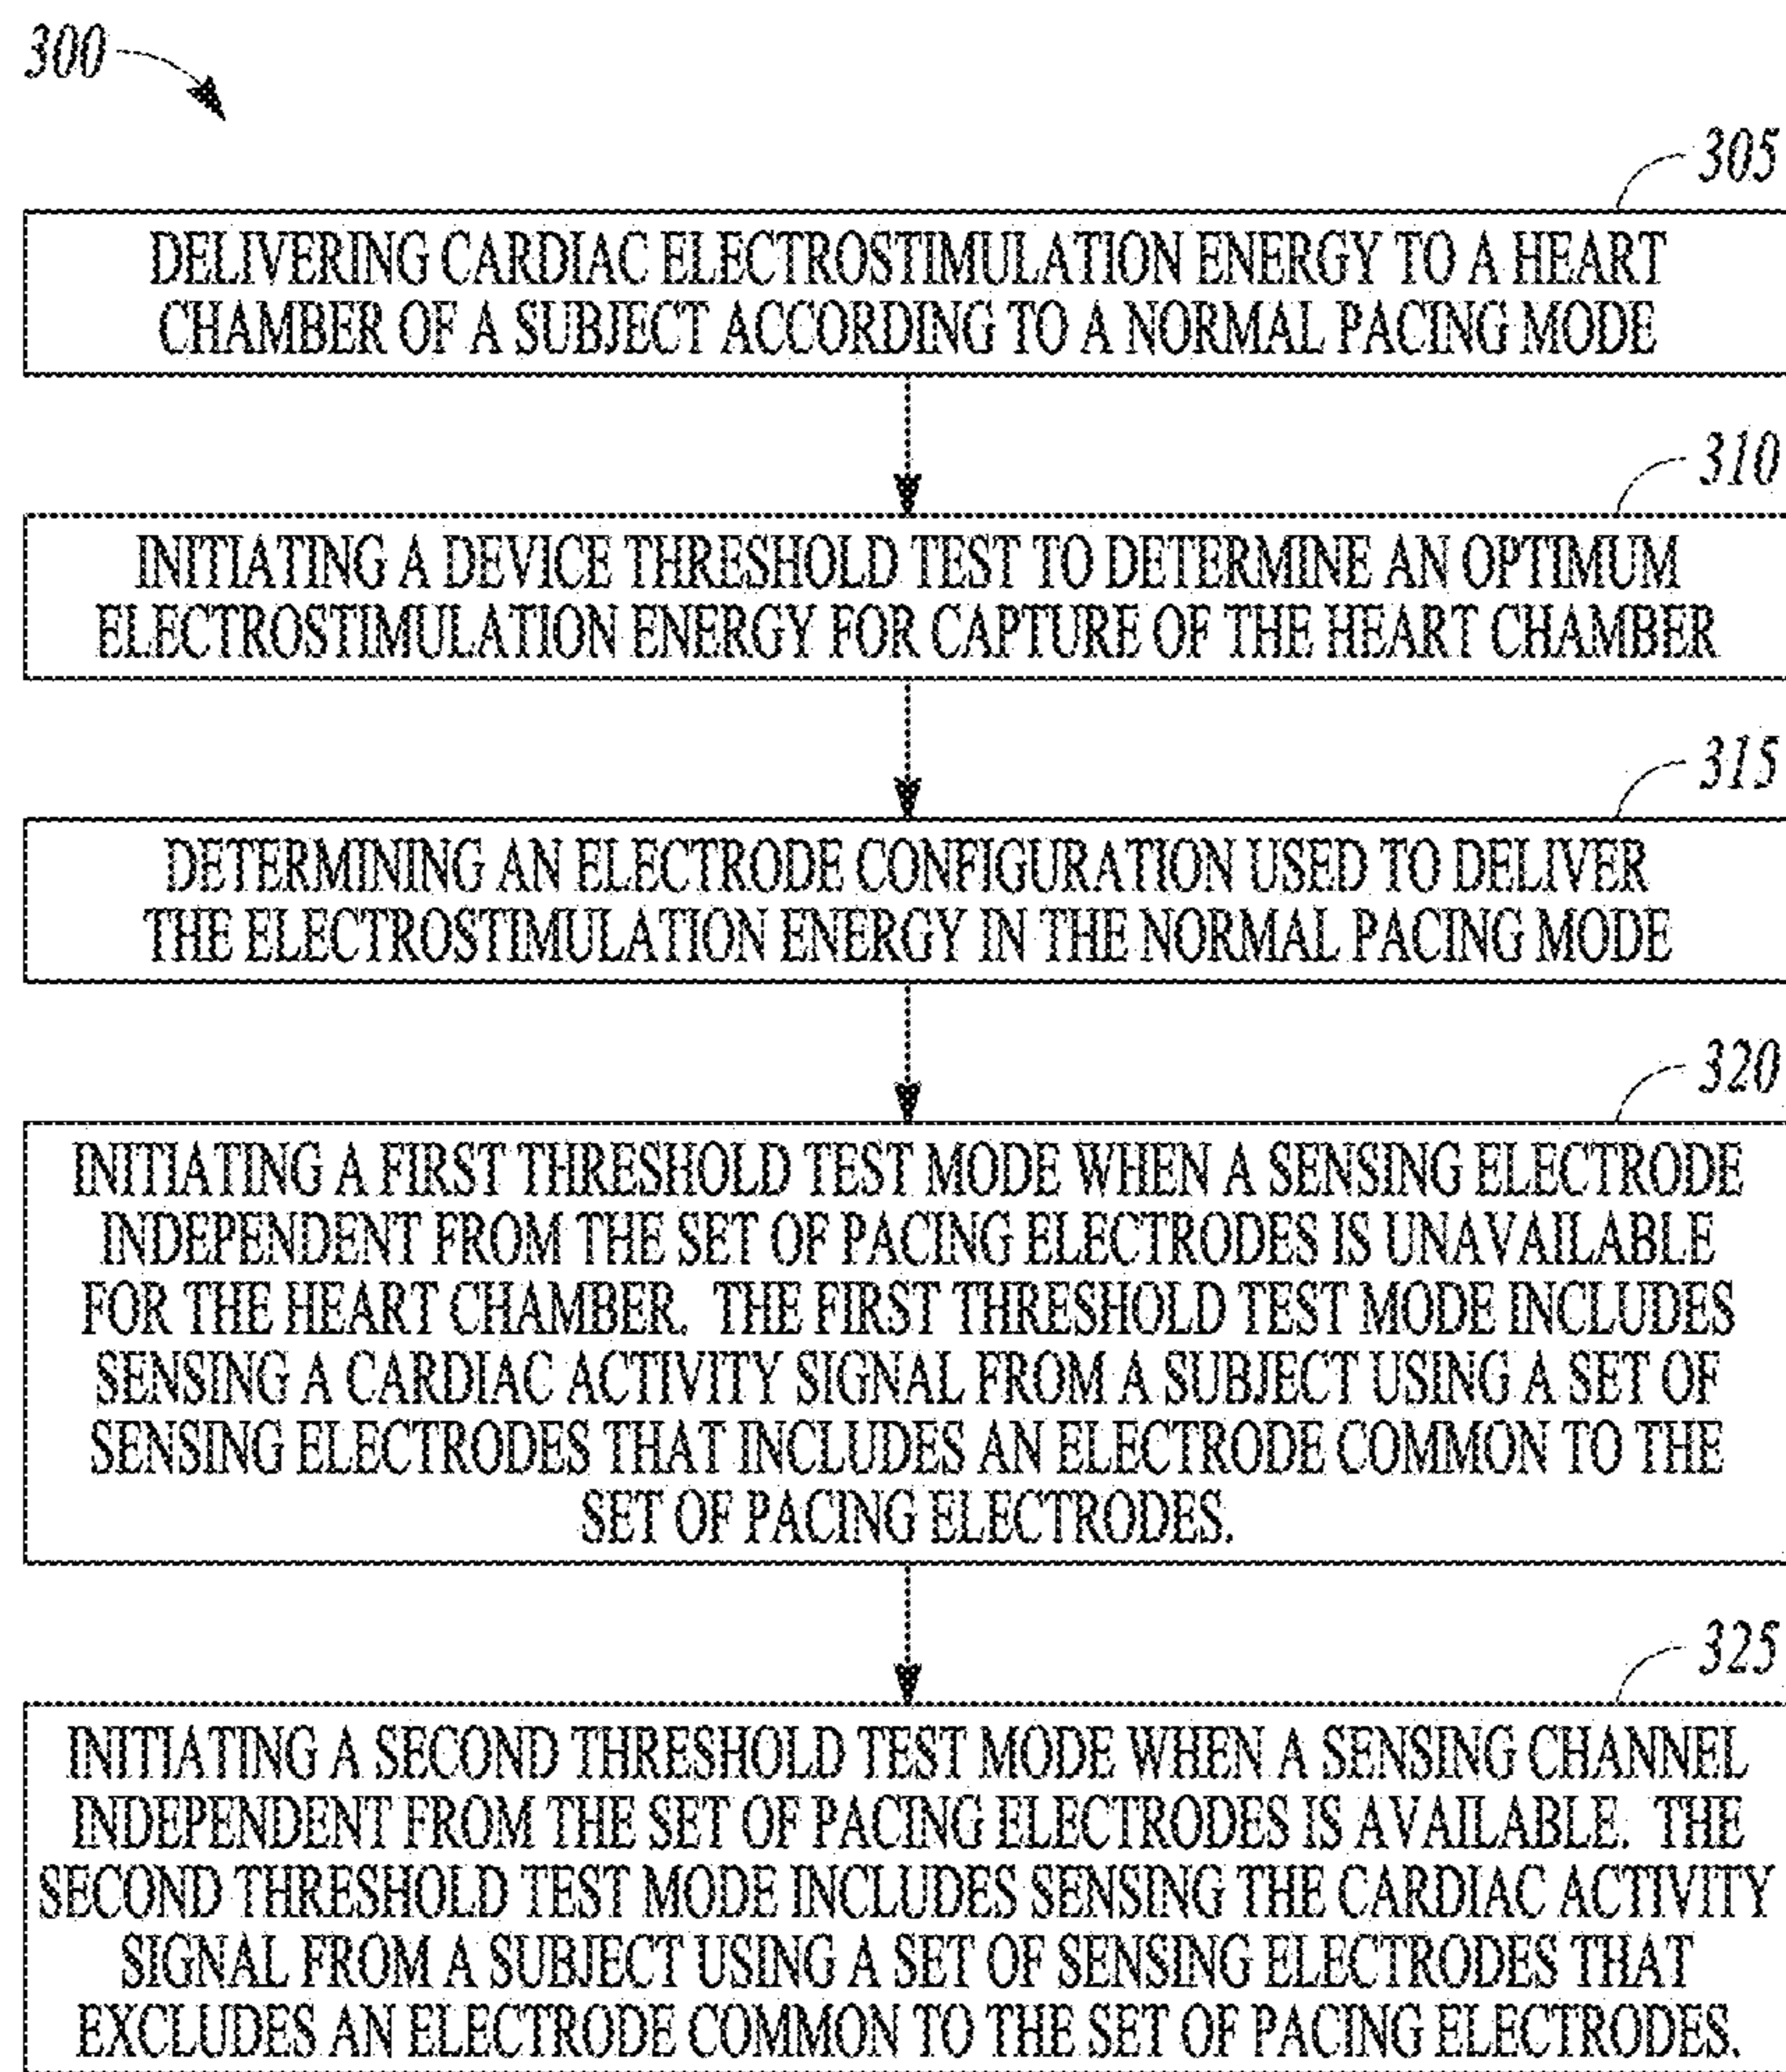 300
305
DELIVERING CARDIAC ELECTROSTIMULATION ENERGY TO A HEART
CHAMBER OF A SUBJECT ACCORDING TO A NORMAL PACING MODE
310
INITIATING A DEVICE THRESHOLD TEST TO DETERMINE AN OPTIMUM
ELECTROSTIMULATION ENERGY FOR CAPTURE OF THE HEART CHAMBER
315
DETERMINING AN ELECTRODE CONFIGURATION USED TO DELIVER
THE ELECTROSTIMULATION ENERGY IN THE NORMAL PACING MODE
320
INITIATING A FIRST THRESHOLD TEST MODE WHEN A SENSING ELECTRODE
INDEPENDENT FROM THE SET OF PACING ELECTRODES IS UNAVAILABLE
FOR THE HEART CHAMBER. THE FIRST THRESHOLD TEST MODE INCLUDES
SENSING A CARDIAC ACTIVITY SIGNAL FROM A SUBJECT USING A SET OF
SENSING ELECTRODES THAT INCLUDES AN ELECTRODE COMMON TO THE
SET OF PACING ELECTRODES.
325
INITIATING A SECOND THRESHOLD TEST MODE WHEN A SENSING CHANNEL
INDEPENDENT FROM THE SET OF PACING ELECTRODES IS AVAILABLE. THE
SECOND THRESHOLD TEST MODE INCLUDES SENSING THE CARDIAC ACTIVITY
SIGNAL FROM A SUBJECT USING A SET OF SENSING ELECTRODES THAT
EXCLUDES AN ELECTRODE COMMON TO THE SET OF PACING ELECTRODES.